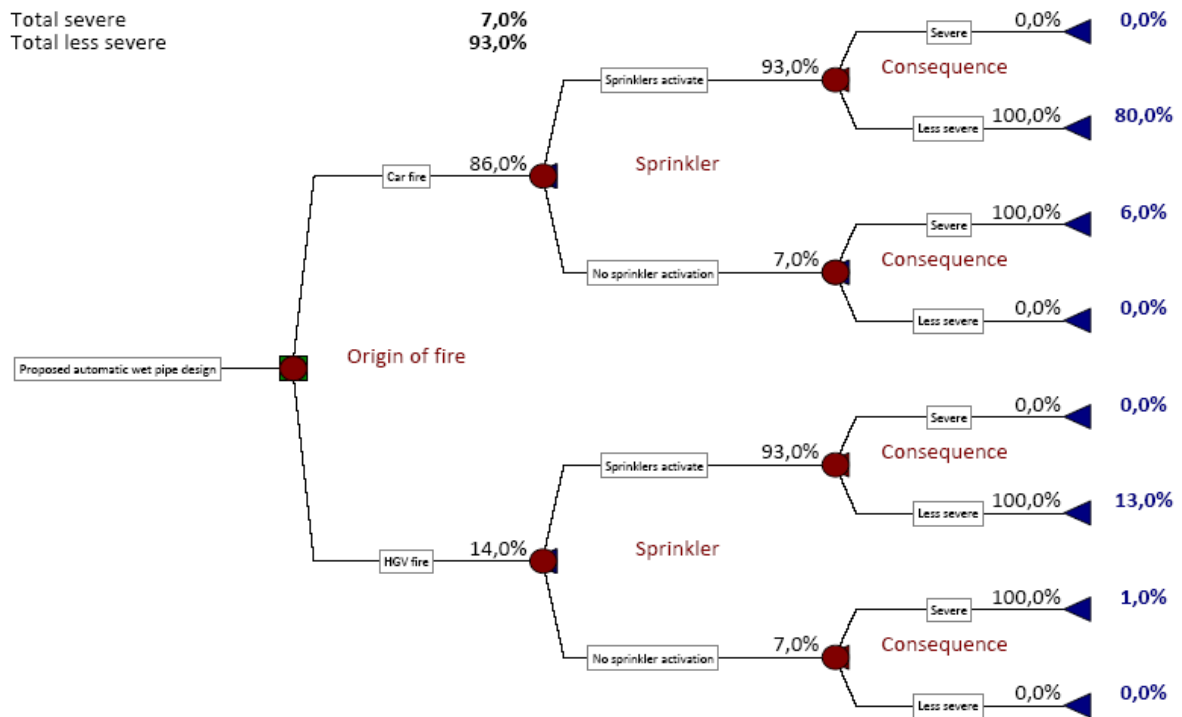 Total severe 7,0%
Total less severe 93,0%
Severe 0,0% 0,0%
Sprinklers activate 93,0% Consequence
Less severe 100,0% 80,0%
Car fire 86,0% Sprinkler
Severe 100,0% 6,0%
No sprinkler activation 7,0% Consequence
Less severe 0,0% 0,0%
Proposed automatic wet pipe design Origin of fire
Severe 0,0% 0,0%
Sprinklers activate 93,0% Consequence
Less severe 100,0% 13,0%
HGV fire 14,0% Sprinkler
Severe 100,0% 1,0%
No sprinkler activation 7,0% Consequence
Less severe 0,0% 0,0%